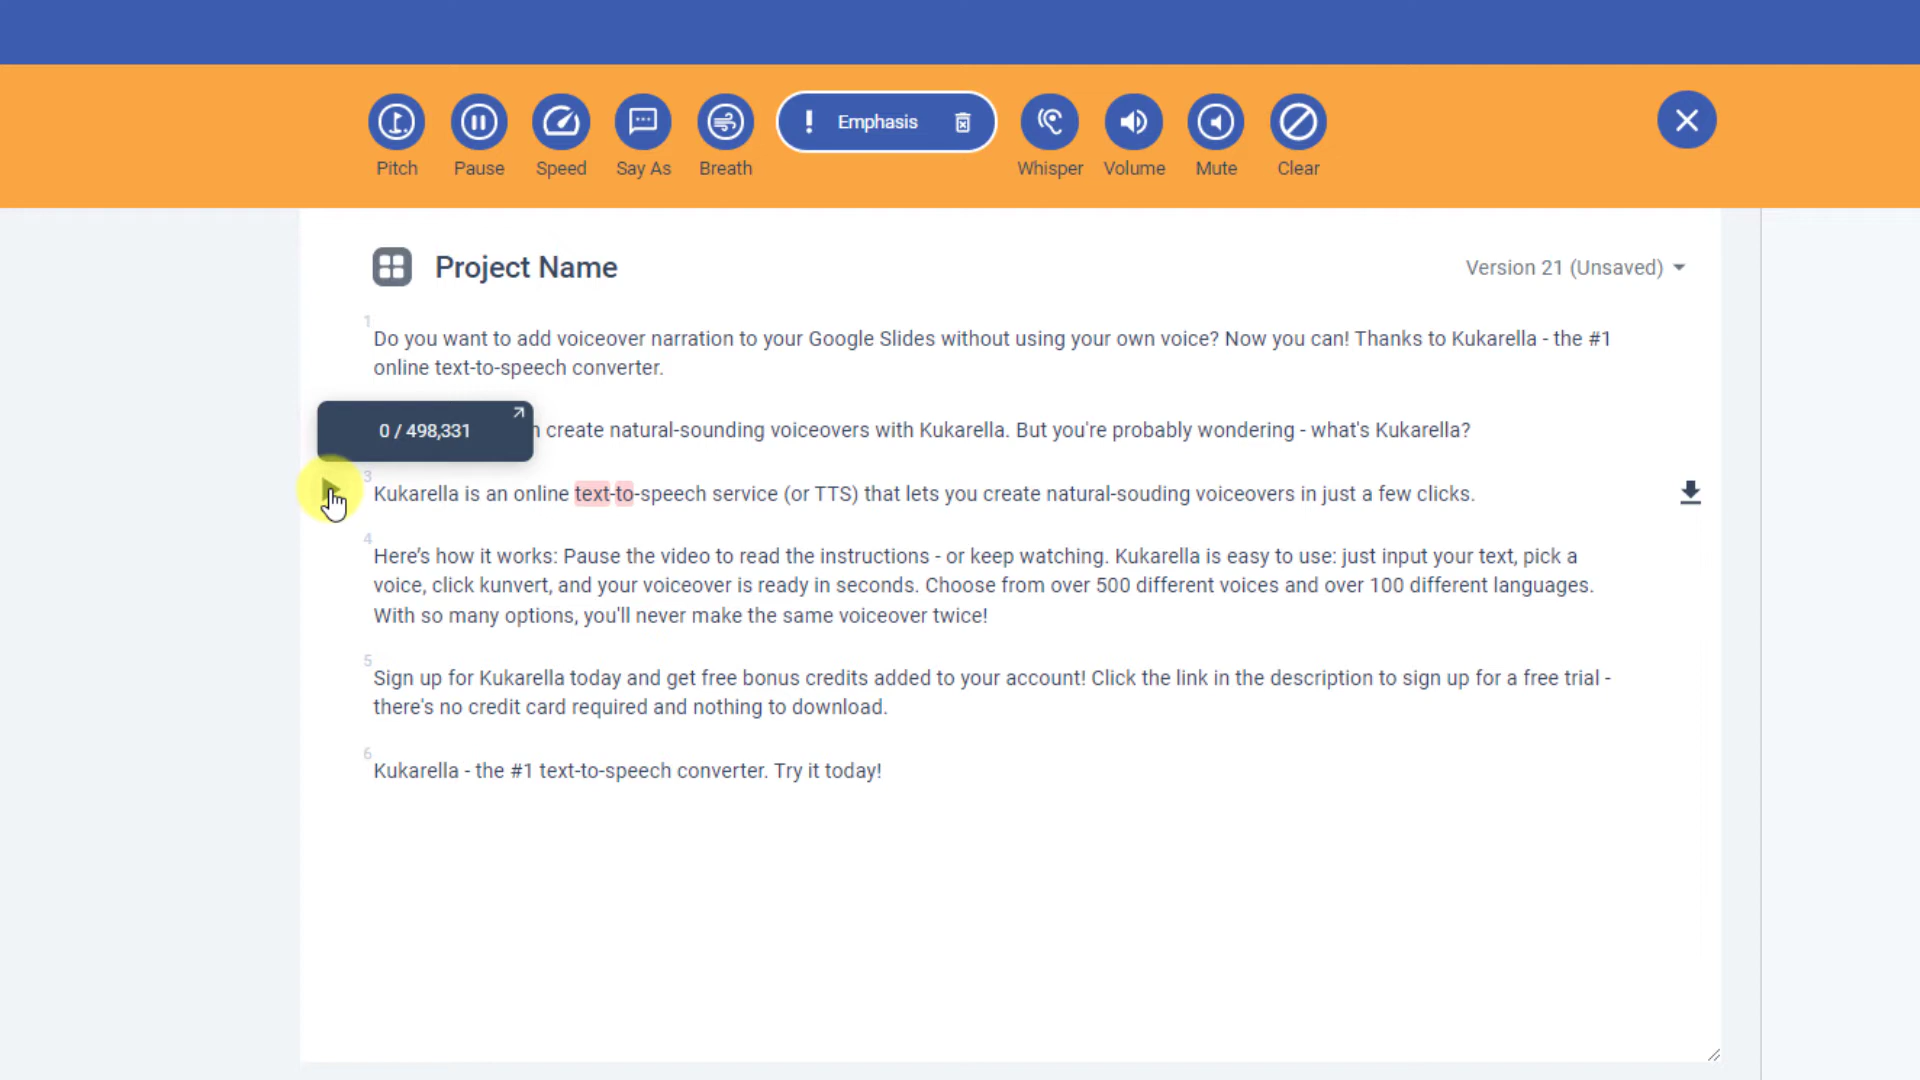 Emphasis
Pitch
Pause
Speed
Say As
Breath
Whisper
Volume
Mute
Clear
Project Name
Version 21 (Unsaved)
1
Do you want to add voiceover narration to your Google Slides without using your own voice? Now you can! Thanks to Kukarella - the #1
online text-to-speech converter.
0 / 498,331
create natural-sounding voiceovers with Kukarella. But you're probably wondering - what's Kukarella?
3
Kukarella is an online text-to-speech service (or TTS) that lets you create natural-souding voiceovers in just a few clicks.
4
Here's how it works: Pause the video to read the instructions - or keep watching. Kukarella is easy to use: just input your text, pick a
voice, click kunvert, and your voiceover is ready in seconds. Choose from over 500 different voices and over 100 different languages.
With so many options, you'll never make the same voiceover twice!
5
Sign up for Kukarella today and get free bonus credits added to your account! Click the link in the description to sign up for a free trial -
there's no credit card required and nothing to download.
6
Kukarella - the #1 text-to-speech converter. Try it today!